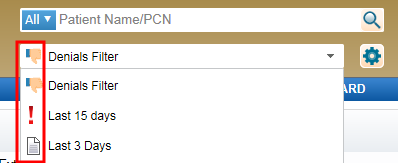 All Patient Name/PCN
Denials Filter
Denials Filter
ARD
Last 15 days
Last 3 Days